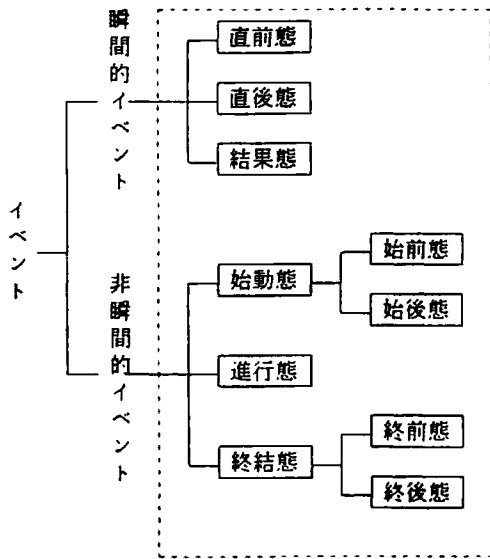 イベント
瞬間的イベント
直前態
直後態
結果態
非瞬間的イベント
始動態
始前態
始後態
進行態
終結態
終前態
終後態